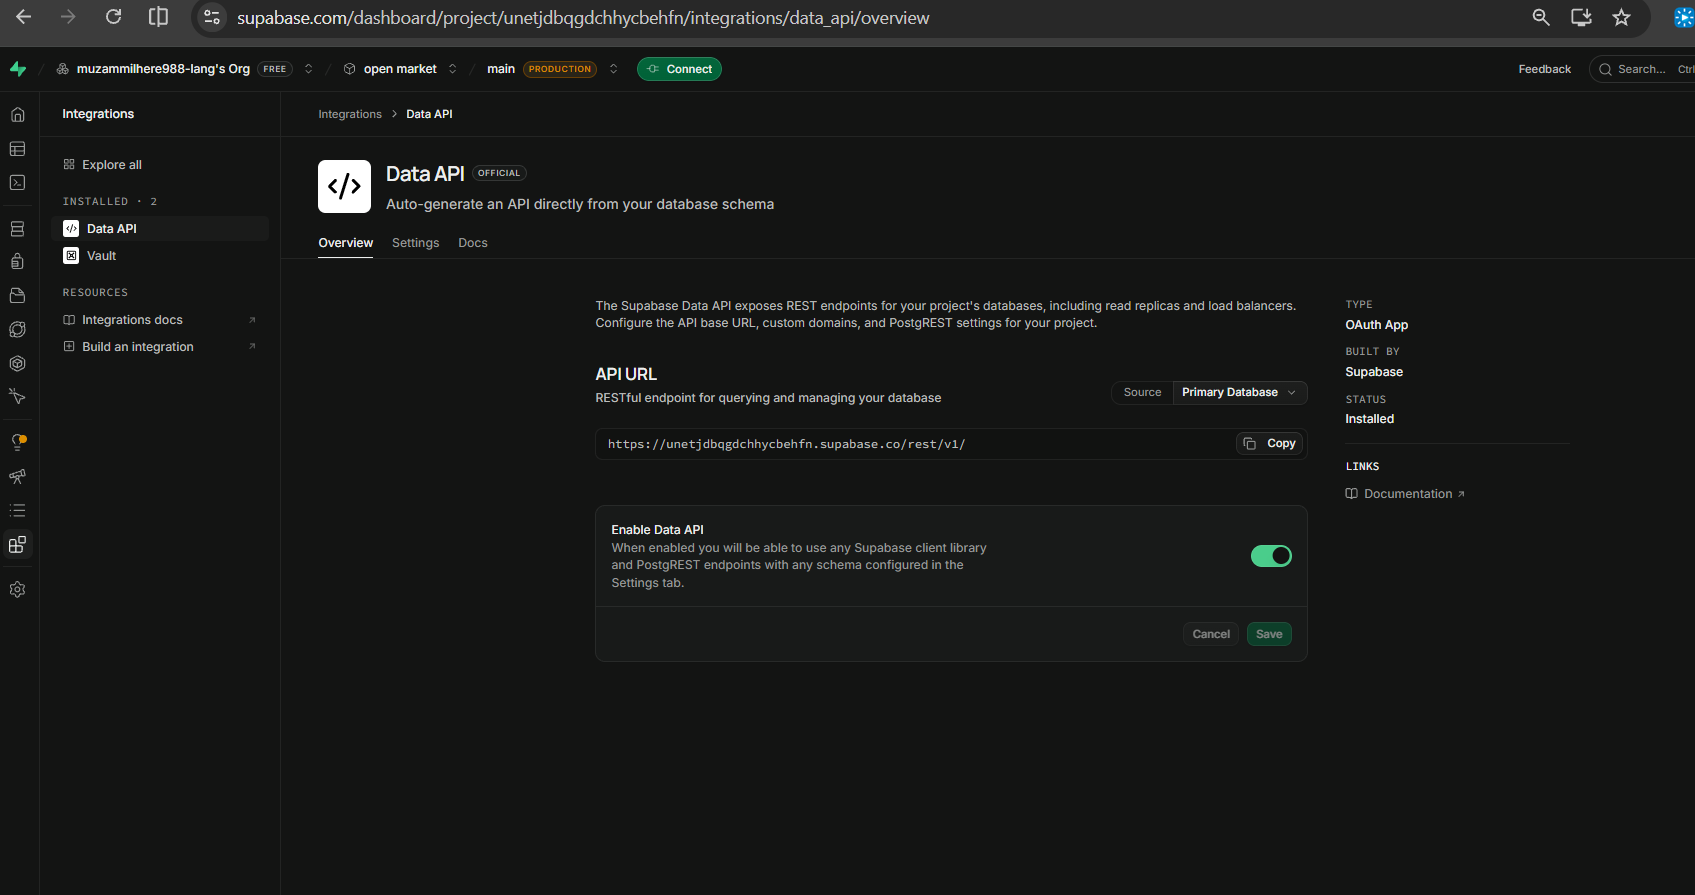 supabase.com/dashboard/project/unetjdbqgdchhycbehfn/integrations/data_api/overview
muzammilhere988-lang's Org FREE open market main PRODUCTION Connect Feedback Search... Ctrl
Integrations
Integrations > Data API
Explore all
INSTALLED · 2
Data API
Vault
RESOURCES
Integrations docs
Build an integration
Data API OFFICIAL
Auto-generate an API directly from your database schema
Overview Settings Docs
The Supabase Data API exposes REST endpoints for your project's databases, including read replicas and load balancers.
Configure the API base URL, custom domains, and PostgREST settings for your project.
API URL
RESTful endpoint for querying and managing your database
Source Primary Database
https://unetjdbqgdchhycbehfn.supabase.co/rest/v1/ Copy
Enable Data API
When enabled you will be able to use any Supabase client library
and PostgREST endpoints with any schema configured in the
Settings tab.
Cancel Save
TYPE
OAuth App
BUILT BY
Supabase
STATUS
Installed
LINKS
Documentation